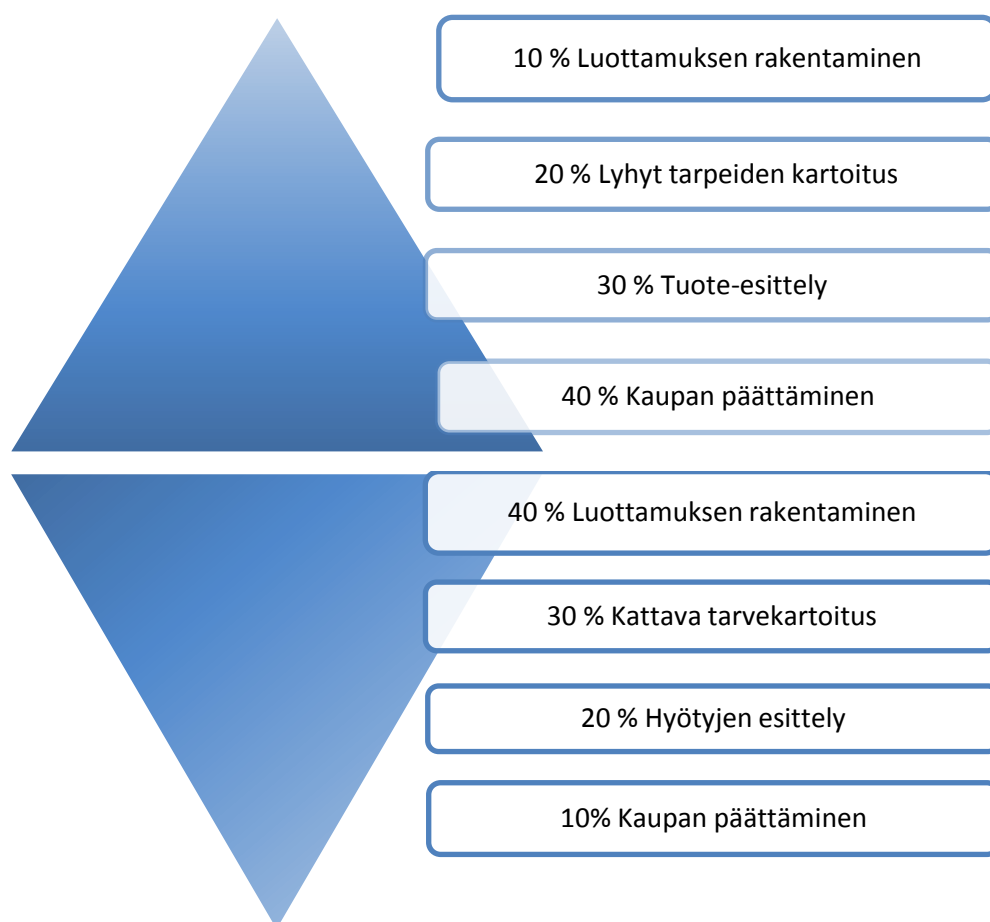 10 % Luottamuksen rakentaminen
20 % Lyhyt tarpeiden kartoitus
30 % Tuote-esittely
40 % Kaupan päättäminen
40 % Luottamuksen rakentaminen
30 % Kattava tarvekartoitus
20 % Hyötyjen esittely
10% Kaupan päättäminen